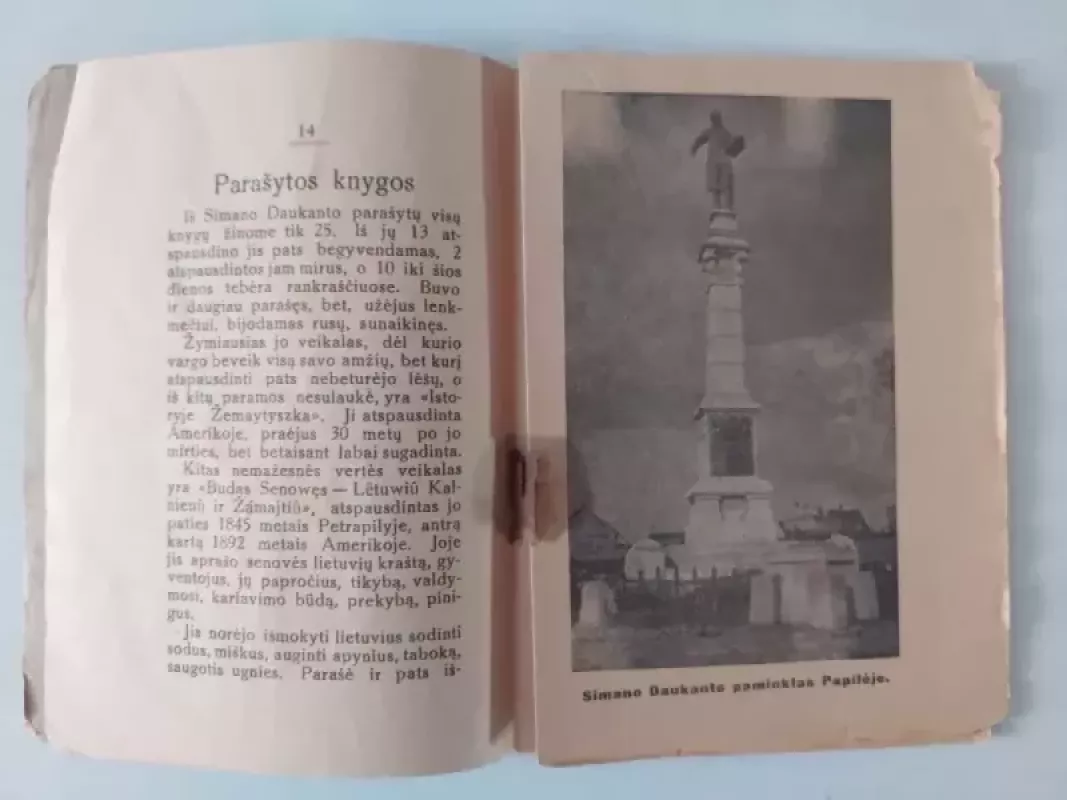 14
Parašytos knygos
Iš Simano Daukanto parašytų visų
knygų žinome tik 25. Iš jų 13 at-
spausdino jis pats begyvendamas, 2
atspausdintos jam mirus, o 10 iki šios
dienos tebėra rankraščiuose. Buvo
ir daugiau parašęs, bet, užėjus lenk-
mečiui, bijodamas rusų, sunaikinęs.
Žymiausias jo veikalas, dėl kurio
vargo beveik visą savo amžių, bet kurį
atspausdinti pats nebeturėjo lėšų, o
iš kitų paramos nesulaukė, yra «Isto-
ryje Žemaytyszka». Ji atspausdinta
Amerikoje, praėjus 30 metų po jo
mirties, bet betaisant labai sugadinta.
Kitas nemažesnės vertės veikalas
yra «Budas Senowęs — Lëtuwiû Kal-
nienû ir Žámajtiû», atspausdintas jo
paties 1845 metais Petrapilyje, antrą
kartą 1892 metais Amerikoje. Joje
jis aprašo senovės lietuvių kraštą, gy-
ventojus, jų papročius, tikybą, valdy-
mosi, kariavimo būdą, prekybą, pini-
gus.
Jis norėjo išmokyti lietuvius sodinti
sodus, miškus, auginti apynius, taboką,
saugotis ugnies. Parašė ir pats iš-
Simano Daukanto paminklas Papilėje.